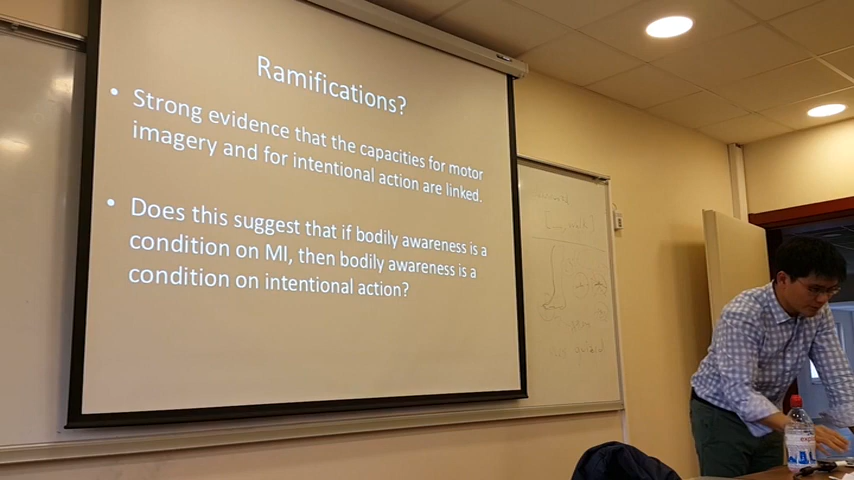 Ramifications?
• Strong evidence that the capacities for motor
imagery and for intentional action are linked.
• Does this suggest that if bodily awareness is a
condition on MI, then bodily awareness is a
condition on intentional action?